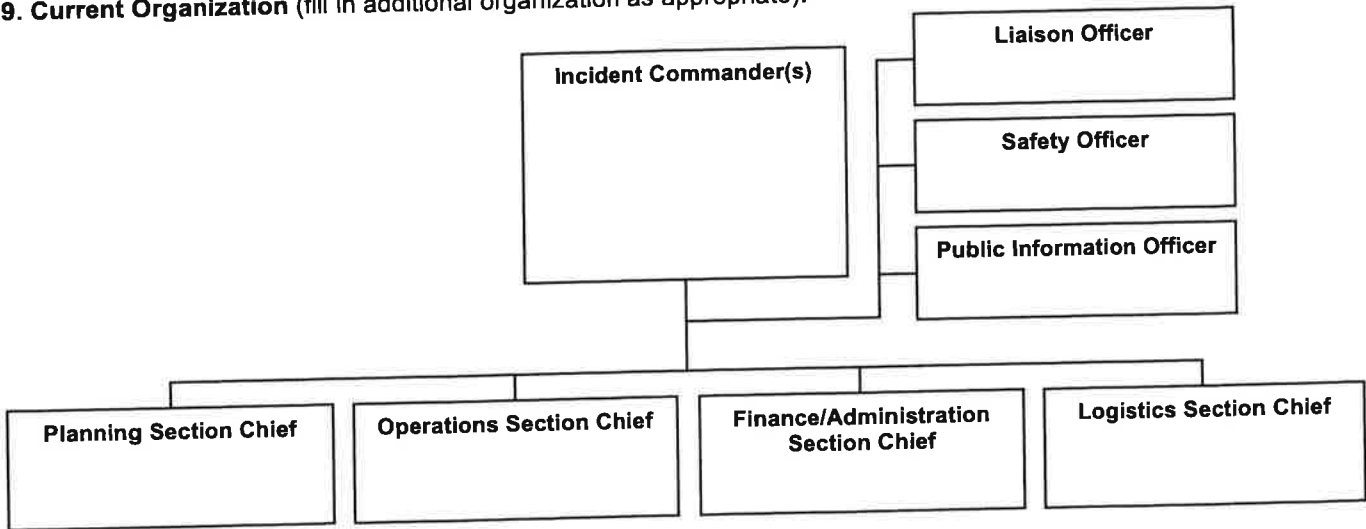 9. Current Organization (fill in additional organization as appropriate):
Liaison Officer
Incident Commander(s)
Safety Officer
Public Information Officer
Planning Section Chief
Operations Section Chief
Finance/Administration
Section Chief
Logistics Section Chief